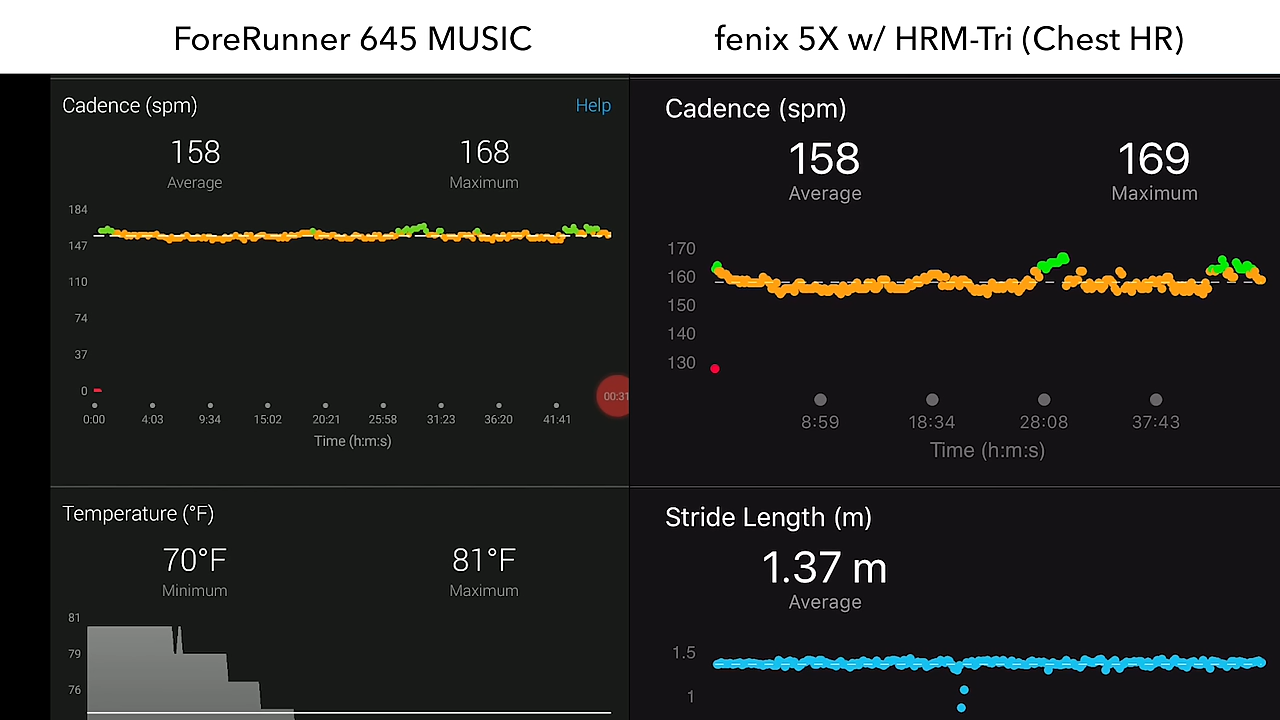 ForeRunner 645 MUSIC
fenix 5X w/ HRM-Tri (Chest HR)
Cadence (spm)
Help
158
168
Average
Maximum
184
147
110
74
37
0
0:00
4:03
9:34
15:02
20:21
25:58
31:23
36:20
41:41
Time (h:m:s)
00:31
Temperature (°F)
70°F
81°F
Minimum
Maximum
81
79
76
Cadence (spm)
158
169
Average
Maximum
170
160
150
140
130
8:59
18:34
28:08
37:43
Time (h:m:s)
Stride Length (m)
1.37 m
Average
1.5
1